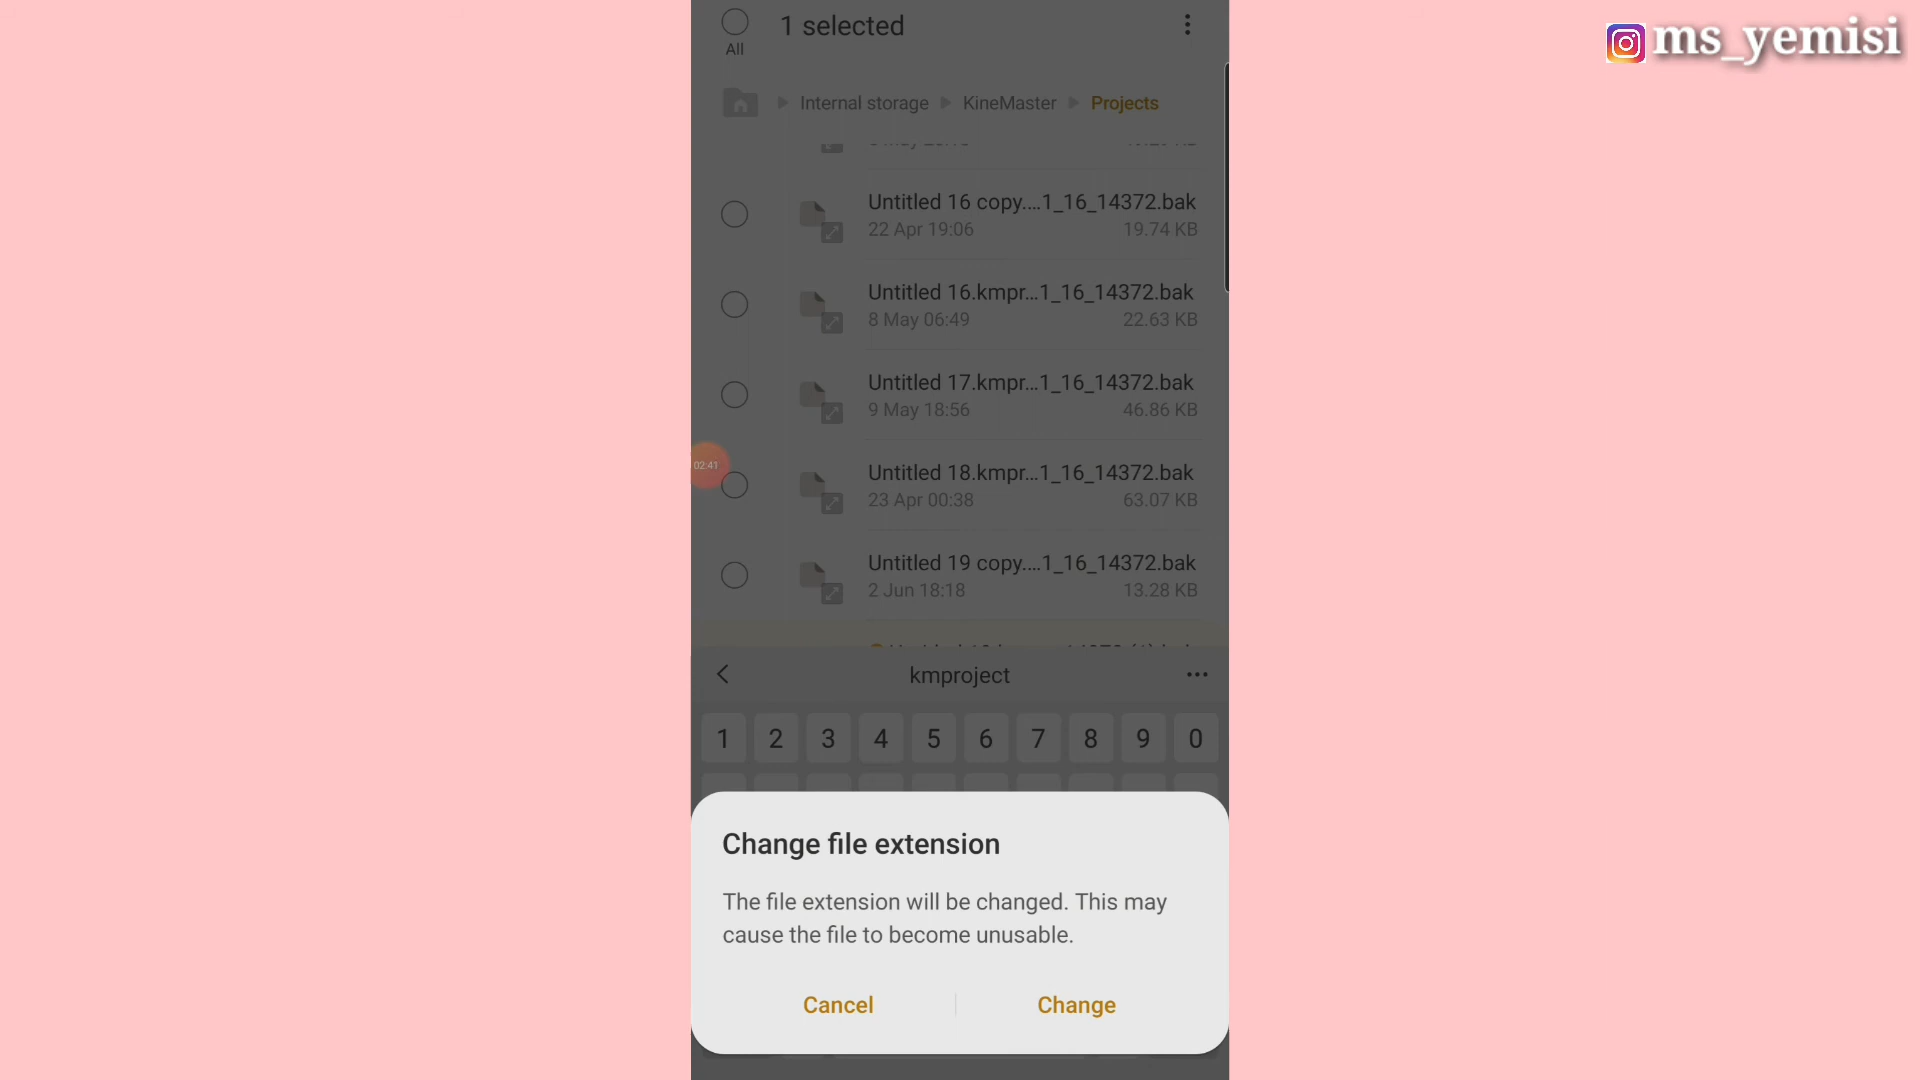 ms_yemisi
1 selected
All
Internal storage
KineMaster
Projects
Untitled 16 copy....1_16_14372.bak
22 Apr 19:06
19.74 KB
Untitled 16.kmpr...1_16_14372.bak
8 May 06:49
22.63 KB
Untitled 17.kmpr...1_16_14372.bak
9 May 18:56
46.86 KB
02:41
Untitled 18.kmpr...1_16_14372.bak
23 Apr 00:38
63.07 KB
Untitled 19 copy....1_16_14372.bak
2 Jun 18:18
13.28 KB
kmproject
1 2 3 4 5 6 7 8 9 0
Change file extension
The file extension will be changed. This may
cause the file to become unusable.
Cancel
Change